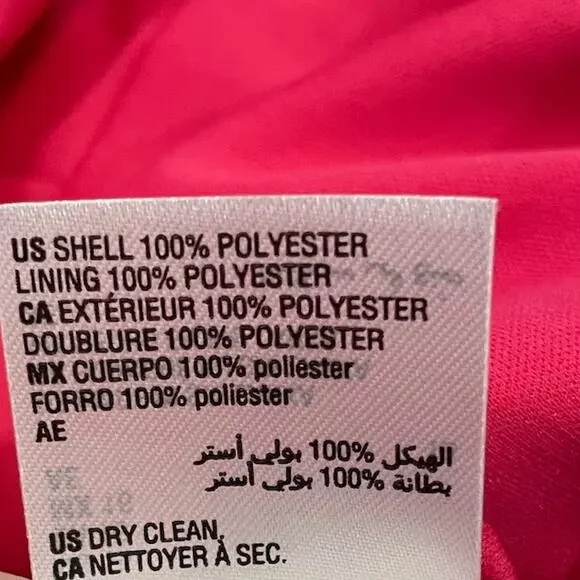 US SHELL 100% POLYESTER
LINING 100% POLYESTER
CA EXTÉRIEUR 100% POLYESTER
DOUBLURE 100% POLYESTER
MX CUERPO 100% poliester
FORRO 100% poliester
AE
الهيكل 100% بولي أستر
بطانة 100% بولي أستر
US DRY CLEAN.
CA NETTOYER À SEC.